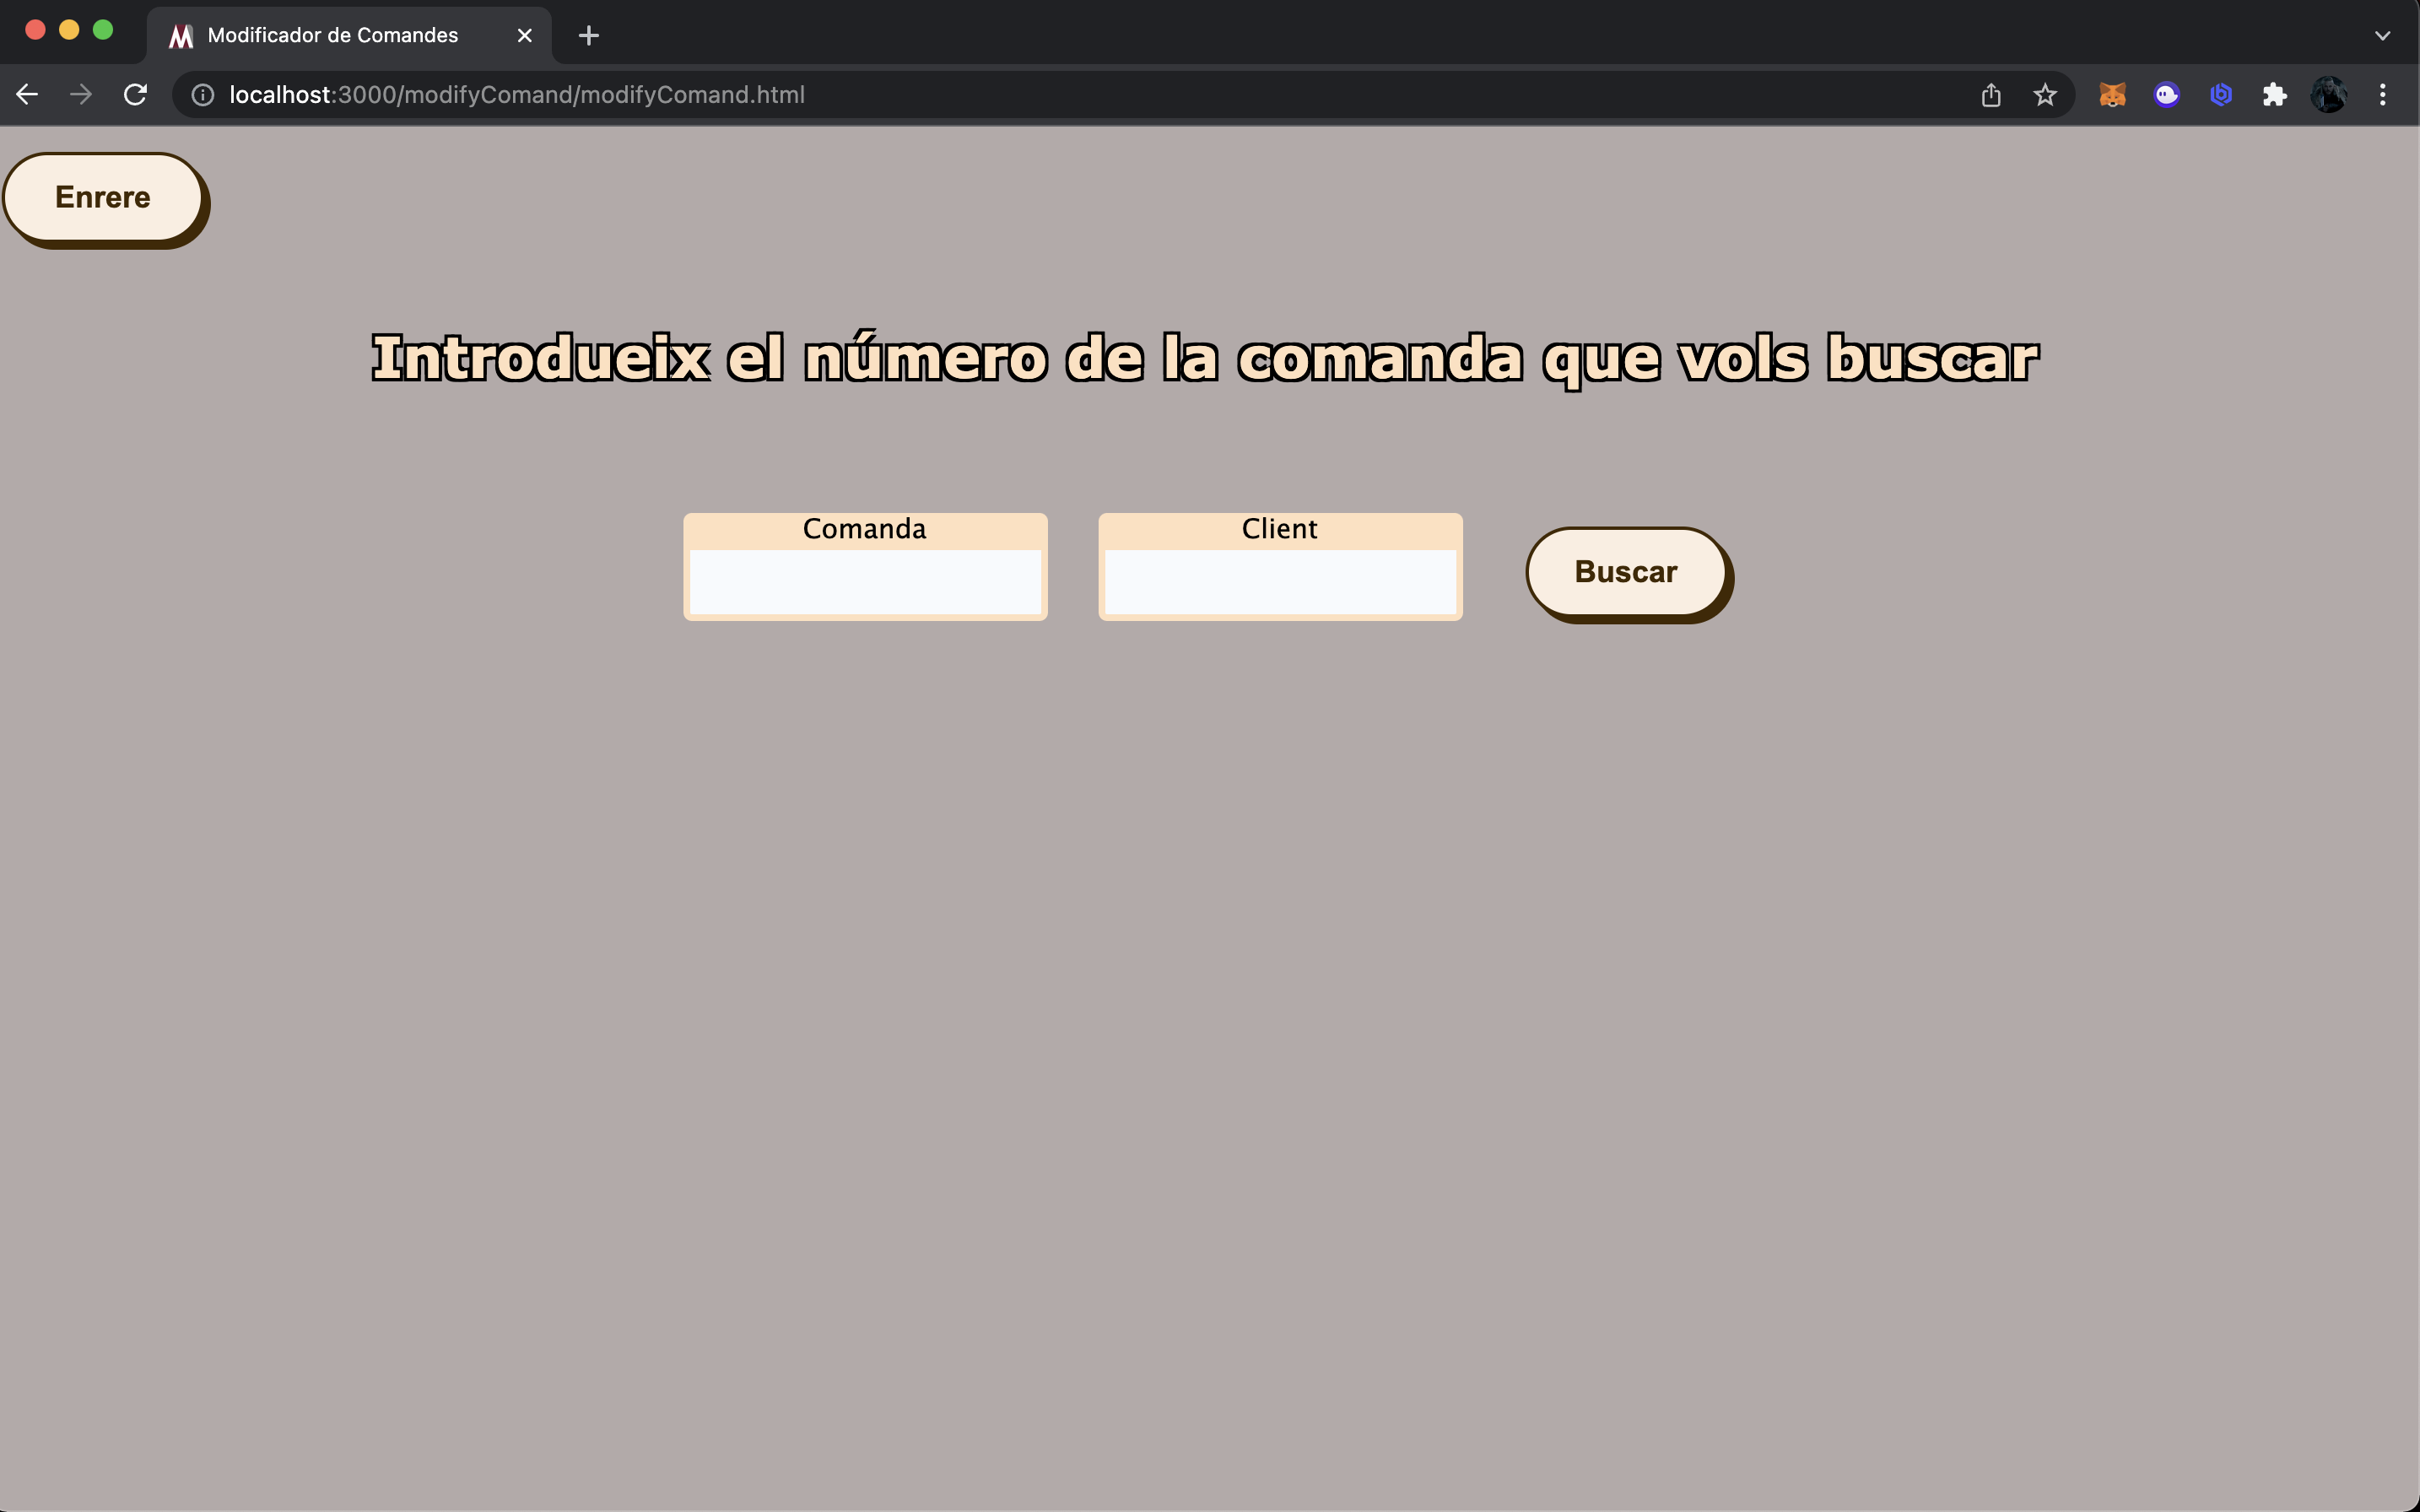 Modificador de Comandes
localhost:3000/modifyComand/modifyComand.html
Enrere
Introdueix el número de la comanda que vols buscar
Comanda
Client
Buscar